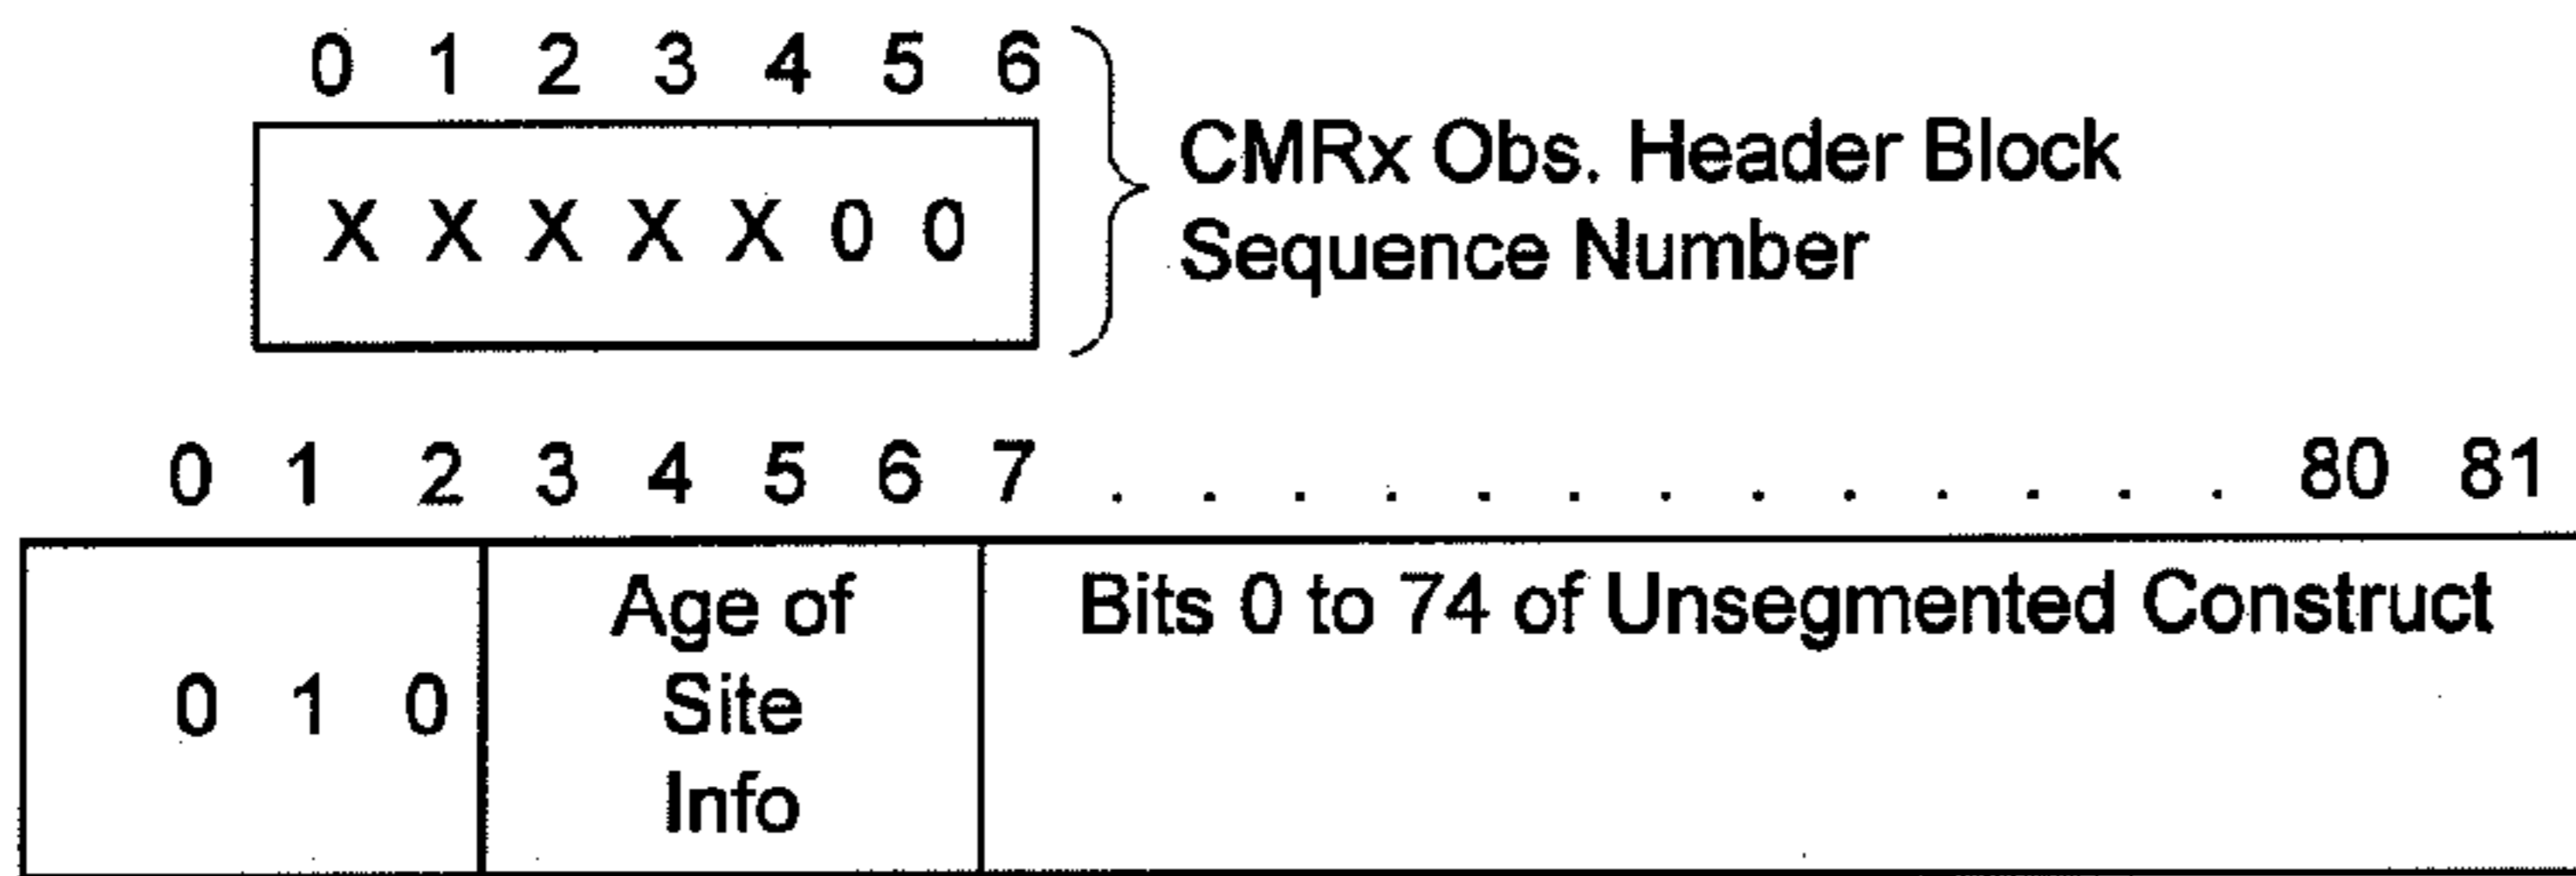 0 1 2 3 4 5 6
X X X X X 0 0
CMRx Obs. Header Block
Sequence Number
0 1 2 3 4 5 6 7 . . . . . . . . . . . . . 80 81
0 1 0
Age of
Site
Info
Bits 0 to 74 of Unsegmented Construct